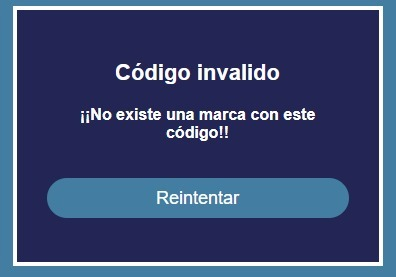 Código invalido
¡¡No existe una marca con este
código!!
Reintentar